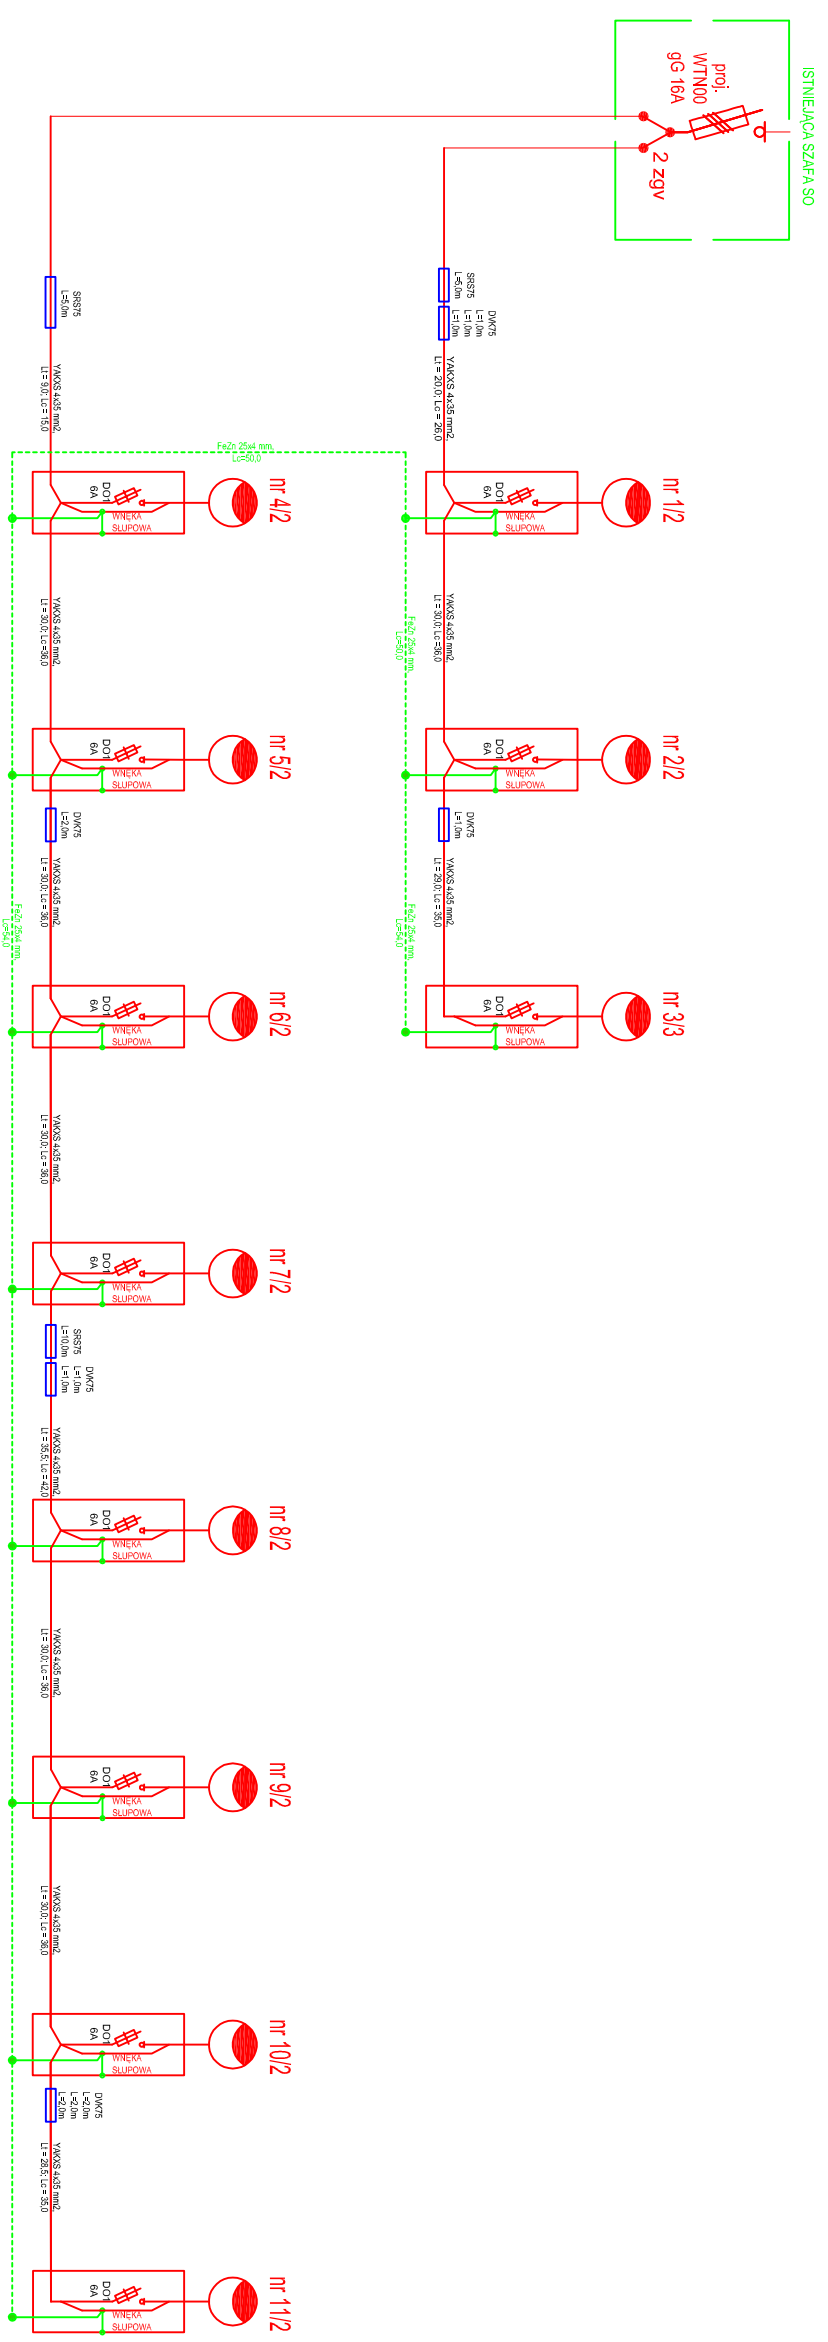 ISTNIEJĄCA SZAFA SO
proj.
WTN00
gG 16A
2 zgv
SRS75
L=5,0m
DVK75
L=1,0m
L=1,0m
L=1,0m
YAKXS 4x35 mm2,
Lt = 20,0; Lc = 26,0
nr 1/2
DO1
6A
WNĘKA
SŁUPOWA
FeZn 25x4 mm,
Lc=50,0
YAKXS 4x35 mm2,
Lt = 30,0; Lc =36,0
nr 2/2
DO1
6A
WNĘKA
SŁUPOWA
DVK75
L=1,0m
YAKXS 4x35 mm2,
Lt = 29,0; Lc = 35,0
FeZn 25x4 mm,
Lc=54,0
nr 3/3
DO1
6A
WNĘKA
SŁUPOWA
SRS75
L=5,0m
YAKXS 4x35 mm2,
Lt = 9,0; Lc = 15,0
FeZn 25x4 mm,
Lc=50,0
nr 4/2
DO1
6A
WNĘKA
SŁUPOWA
YAKXS 4x35 mm2,
Lt = 30,0; Lc =36,0
nr 5/2
DO1
6A
WNĘKA
SŁUPOWA
DVK75
L=2,0m
YAKXS 4x35 mm2,
Lt = 30,0; Lc = 36,0
FeZn 25x4 mm,
Lc=54,0
nr 6/2
DO1
6A
WNĘKA
SŁUPOWA
YAKXS 4x35 mm2,
Lt = 30,0; Lc = 36,0
nr 7/2
DO1
6A
WNĘKA
SŁUPOWA
SRS75
L=10,0m
DVK75
L=1,0m
L=1,0m
YAKXS 4x35 mm2,
Lt = 35,5; Lc = 42,0
nr 8/2
DO1
6A
WNĘKA
SŁUPOWA
YAKXS 4x35 mm2,
Lt = 30,0; Lc = 36,0
nr 9/2
DO1
6A
WNĘKA
SŁUPOWA
YAKXS 4x35 mm2,
Lt = 30,0; Lc = 36,0
nr 10/2
DO1
6A
WNĘKA
SŁUPOWA
DVK75
L=2,0m
L=2,0m
L=2,0m
YAKXS 4x35 mm2,
Lt = 28,5; Lc = 35,0
nr 11/2
DO1
6A
WNĘKA
SŁUPOWA